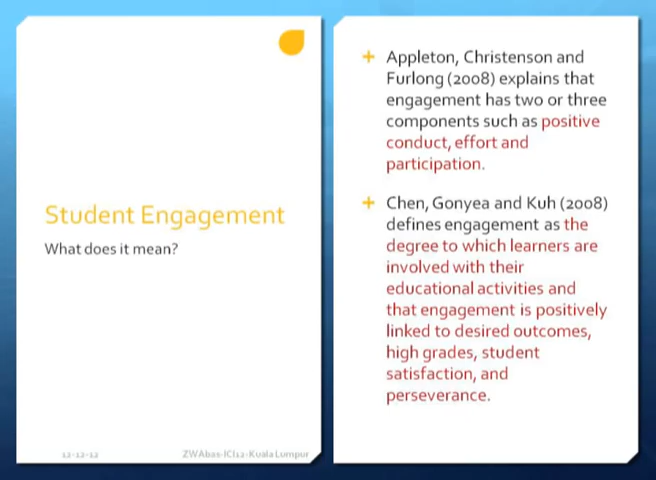 Student Engagement
What does it mean?
12-12-12
ZWAbas-ICI12-Kuala Lumpur
+ Appleton, Christenson and
Furlong (2008) explains that
engagement has two or three
components such as positive
conduct, effort and
participation.
+ Chen, Gonyea and Kuh (2008)
defines engagement as the
degree to which learners are
involved with their
educational activities and
that engagement is positively
linked to desired outcomes,
high grades, student
satisfaction, and
perseverance.